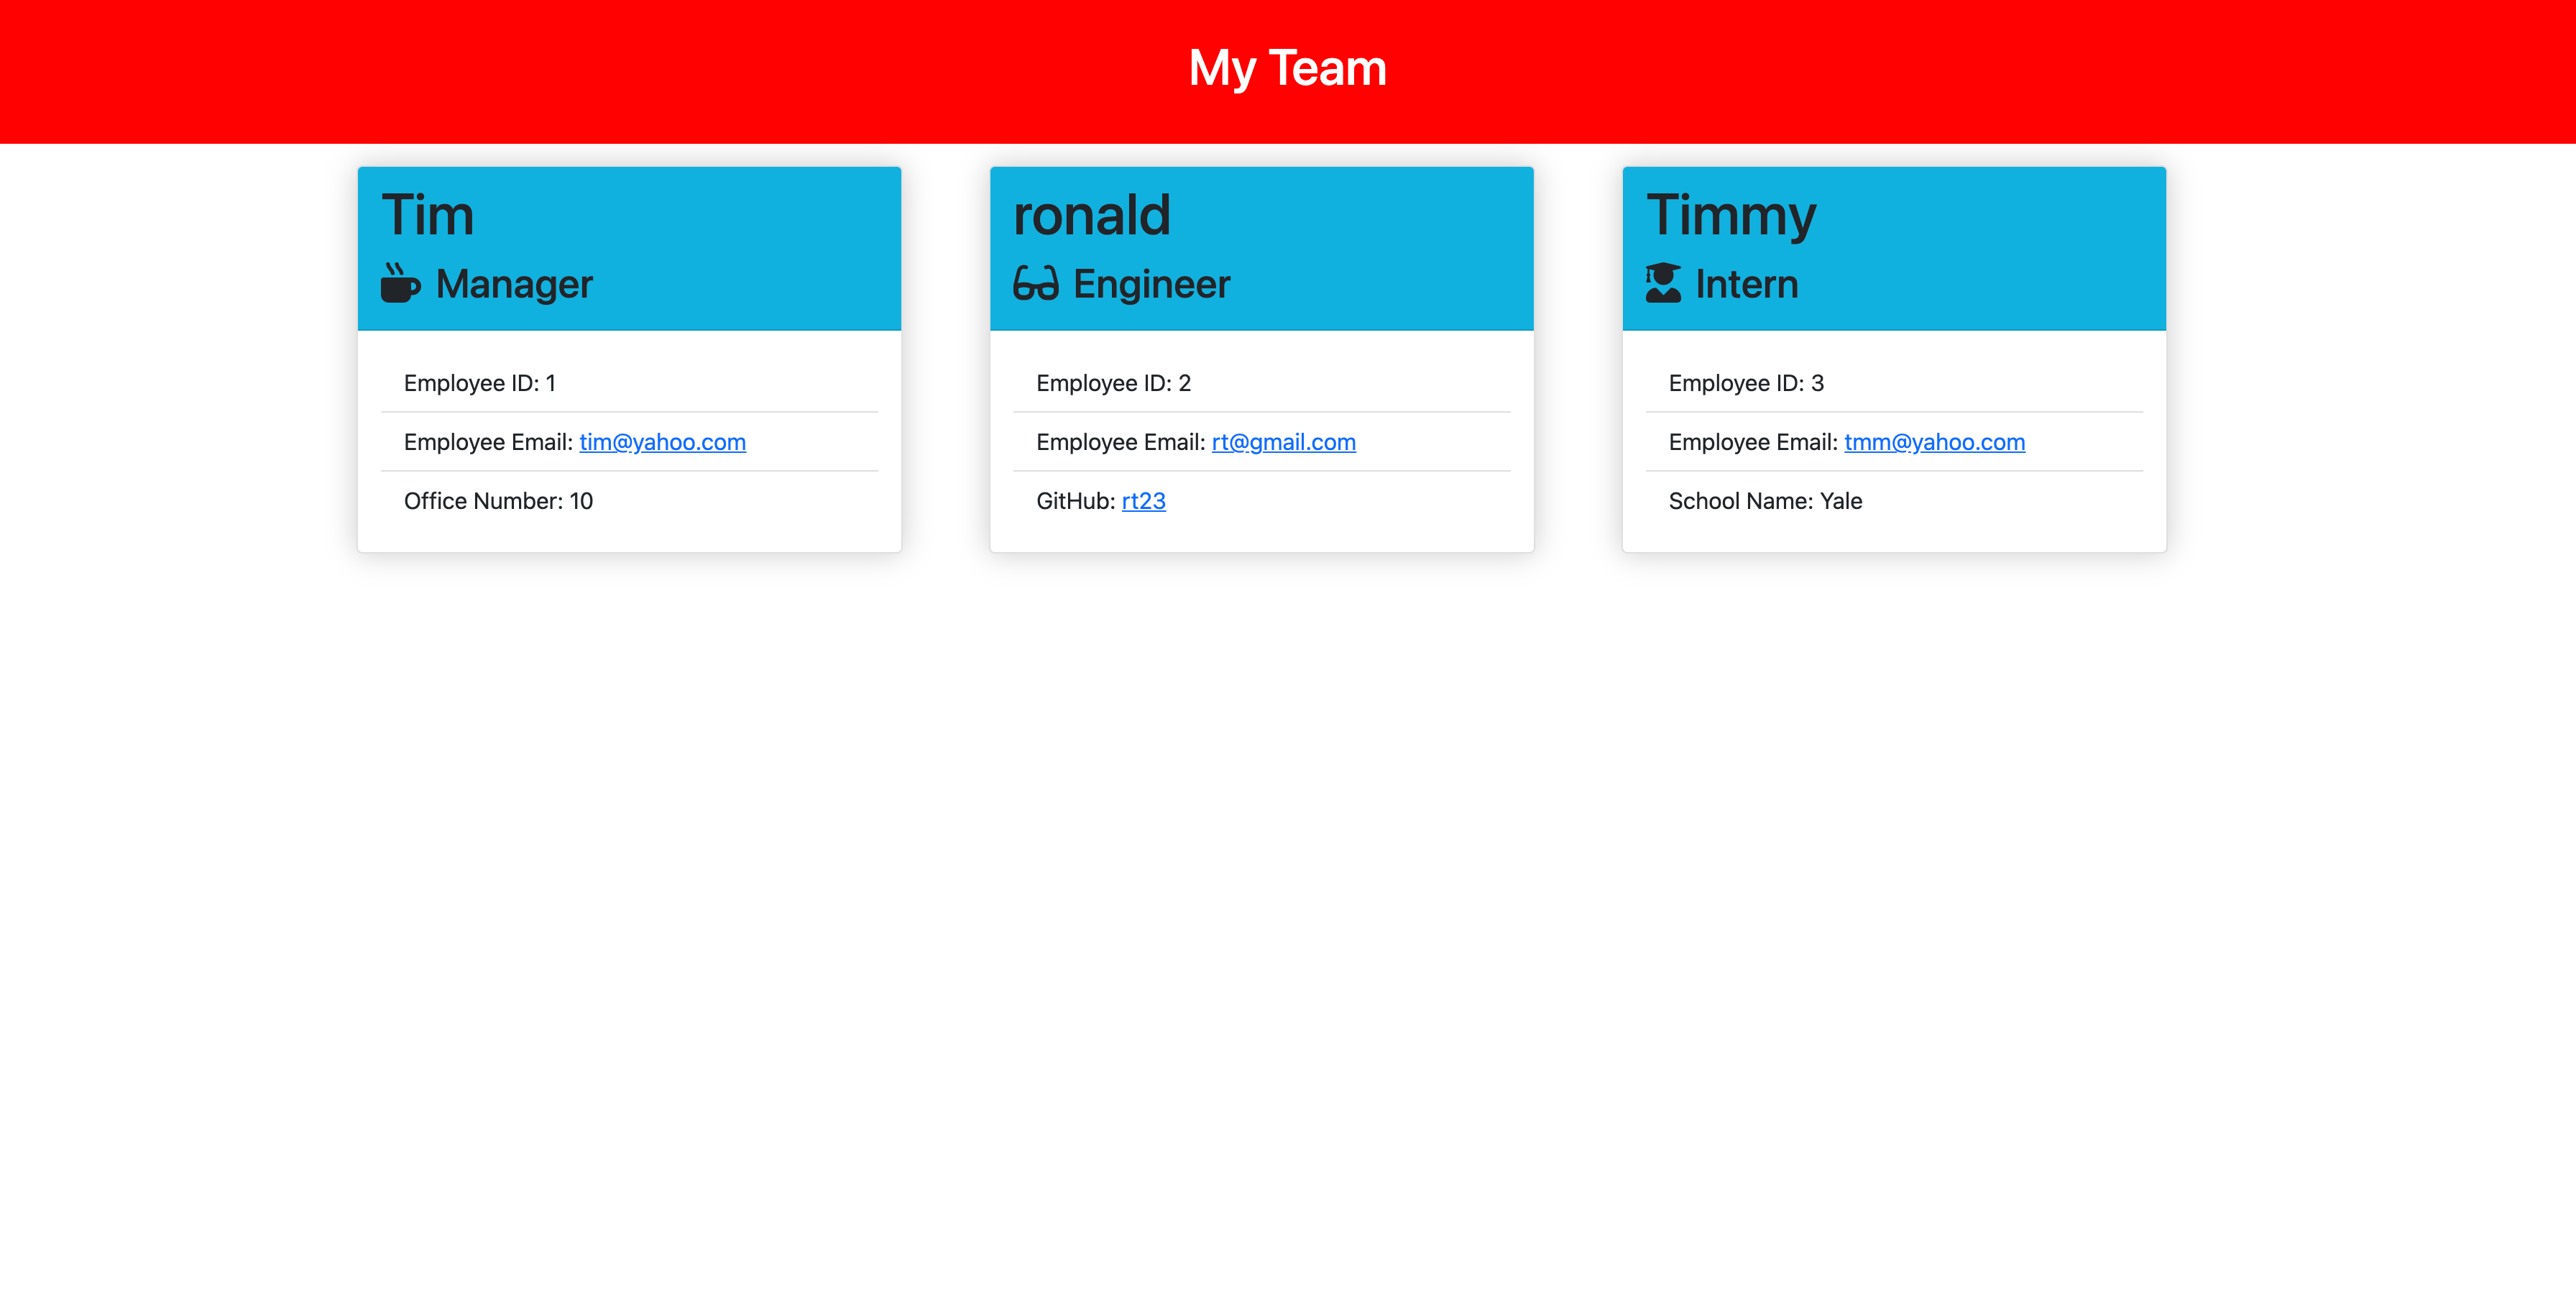 My Team
Tim
Manager
Employee ID: 1
Employee Email: tim@yahoo.com
Office Number: 10
ronald
Engineer
Employee ID: 2
Employee Email: rt@gmail.com
GitHub: rt23
Timmy
Intern
Employee ID: 3
Employee Email: tmm@yahoo.com
School Name: Yale